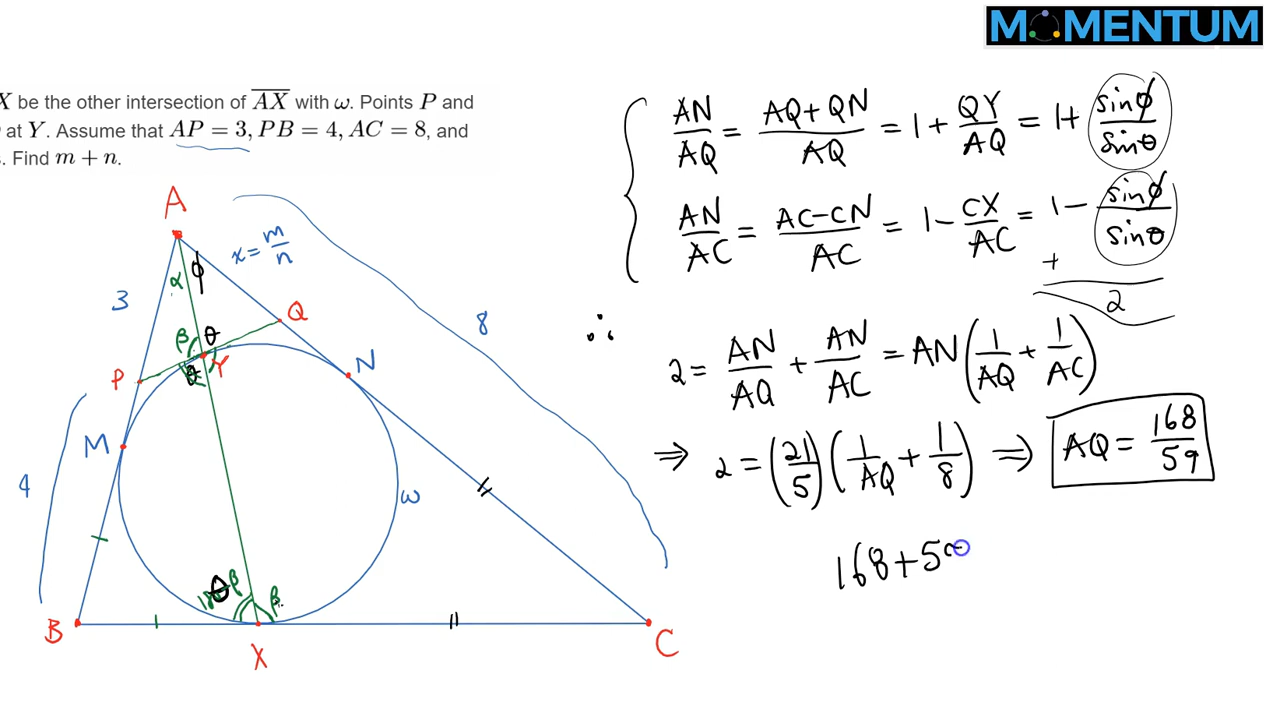 MOMENTUM
X be the other intersection of \overline{AX} with ω. Points P and
at Y. Assume that AP = 3, PB = 4, AC = 8, and
. Find m + n.
AN/AQ = (AQ+QN)/AQ = 1 + QY/AQ = 1 + sinϕ/sinθ
AN/AC = (AC-CN)/AC = 1 - CX/AC = 1 - sinϕ/sinθ
+
2
∴ 2 = AN/AQ + AN/AC = AN(1/AQ + 1/AC)
⇒ 2 = (21/5)(1/AQ + 1/8) ⇒ AQ = 168/59
168+59
A
x = m/n
α ϕ
3
Q
8
β θ
Y
N
P
θ
M
4
ω
θ β
β
B
X
C